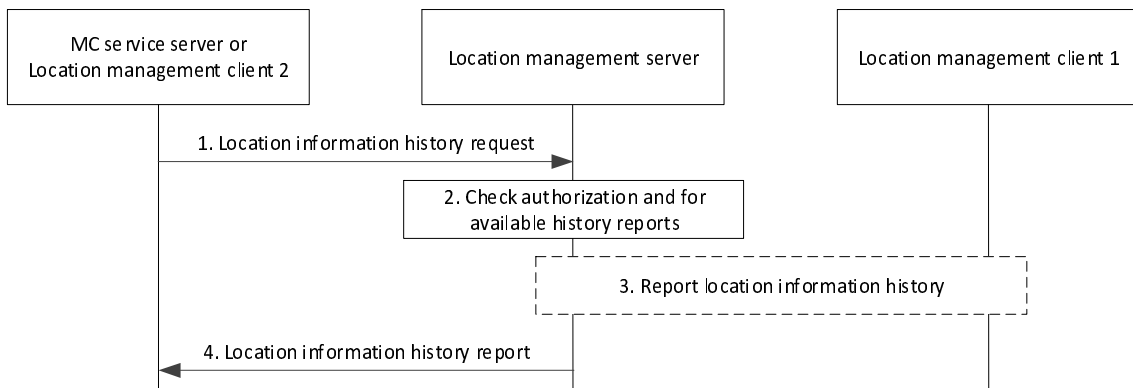 MC service server or
Location management client 2
Location management server
Location management client 1
1. Location information history request
2. Check authorization and for
available history reports
3. Report location information history
4. Location information history report